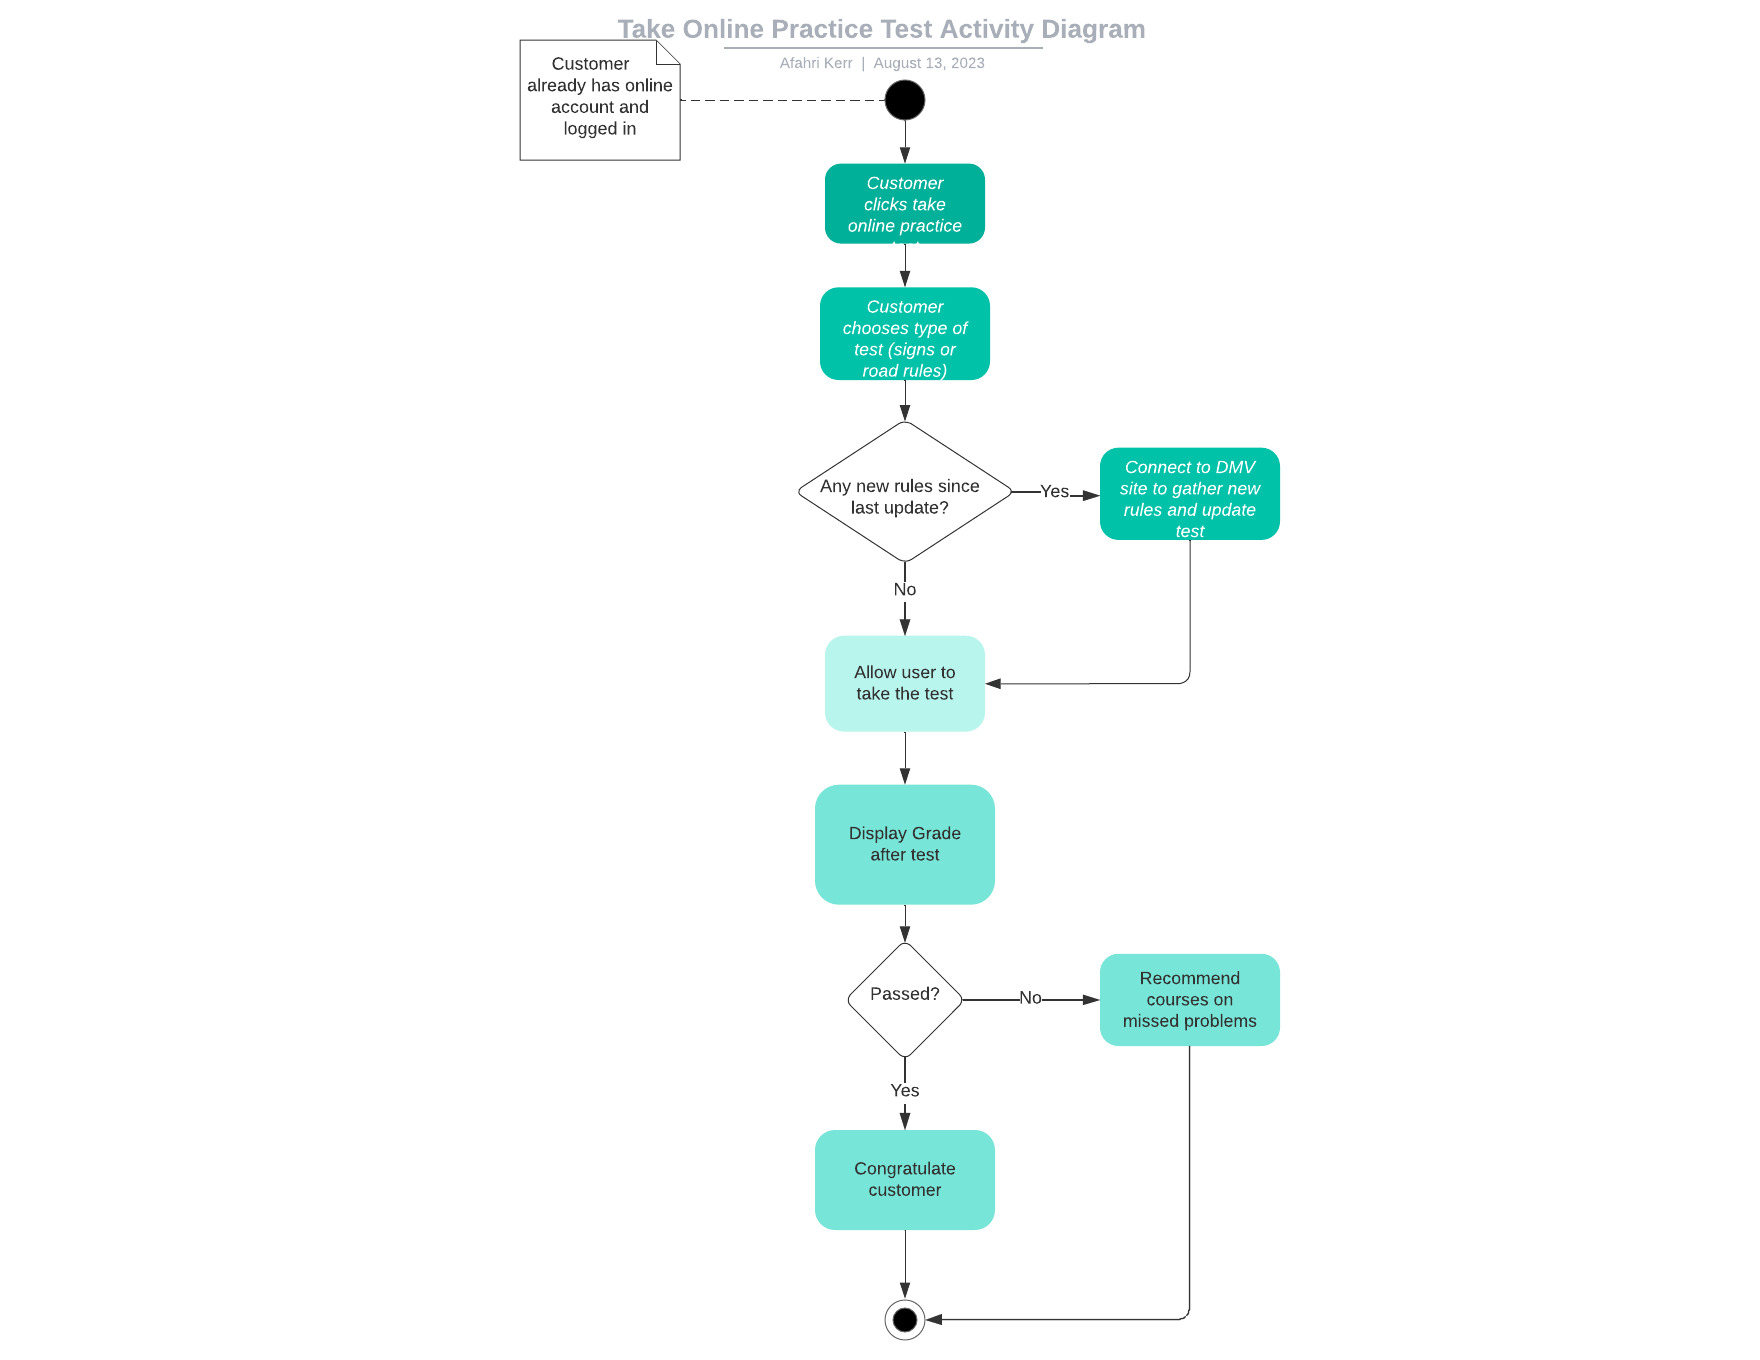 Take Online Practice Test Activity Diagram
Afahri Kerr | August 13, 2023
Customer
already has online
account and
logged in
Customer
clicks take
online practice
Customer
chooses type of
test (signs or
road rules)
Any new rules since
last update?
Yes
Connect to DMV
site to gather new
rules and update
test
No
Allow user to
take the test
Display Grade
after test
Passed?
No
Recommend
courses on
missed problems
Yes
Congratulate
customer